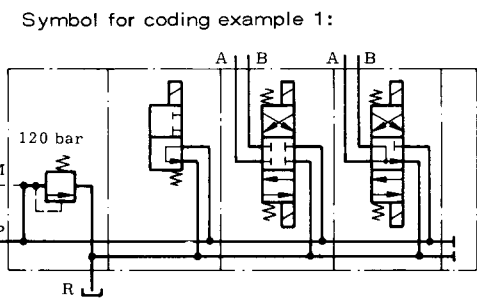 Symbol for coding example 1:
A B A B
120 bar
M
P
R